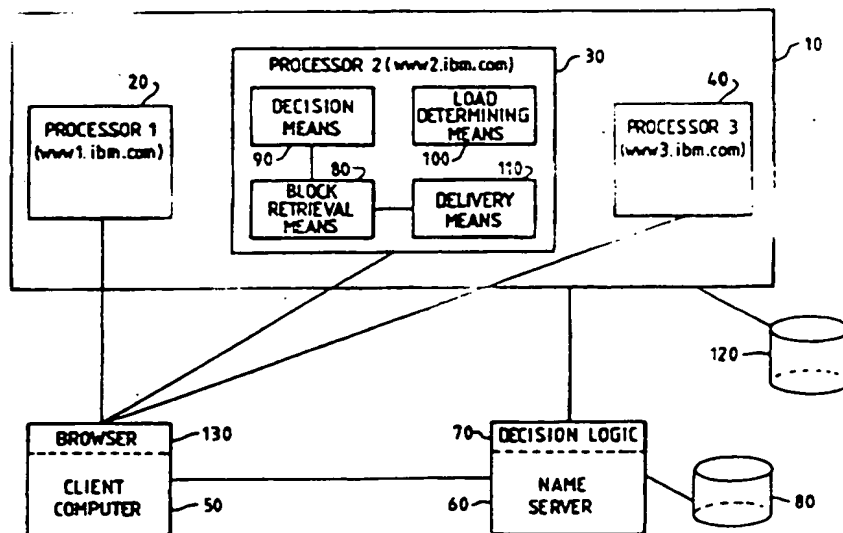 10
PROCESSOR 2 (www2.ibm.com)
30
20
PROCESSOR 1
(www1.ibm.com)
DECISION
MEANS
90
LOAD
DETERMINING
MEANS
100
40
PROCESSOR 3
(www3.ibm.com)
80
BLOCK
RETRIEVAL
MEANS
110
DELIVERY
MEANS
120
BROWSER
130
CLIENT
COMPUTER
50
70
DECISION LOGIC
60
NAME
SERVER
80